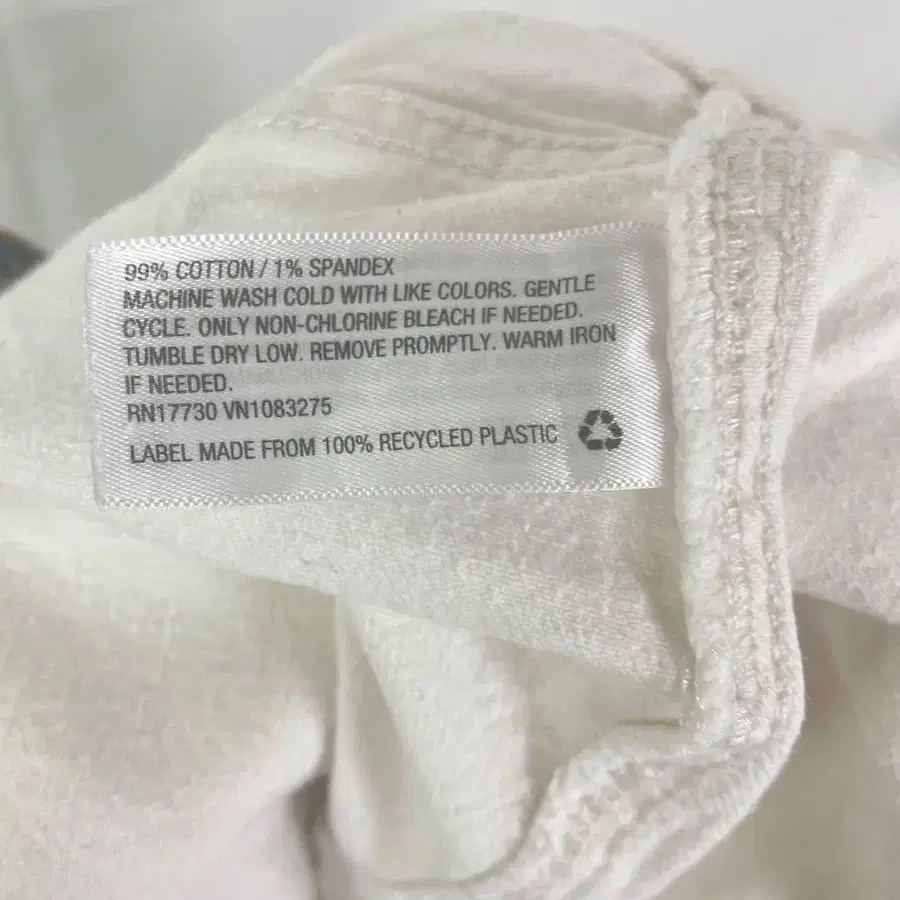 99% COTTON / 1% SPANDEX
MACHINE WASH COLD WITH LIKE COLORS. GENTLE
CYCLE. ONLY NON-CHLORINE BLEACH IF NEEDED.
TUMBLE DRY LOW. REMOVE PROMPTLY. WARM IRON
IF NEEDED.
RN17730 VN1083275
LABEL MADE FROM 100% RECYCLED PLASTIC